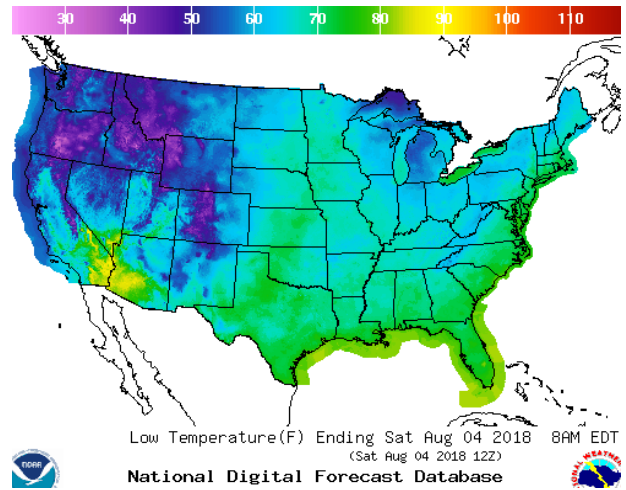 30 40 50 60 70 80 90 100 110
Low Temperature(F) Ending Sat Aug 04 2018 8AM EDT
(Sat Aug 04 2018 12Z)
National Digital Forecast Database
NOAA